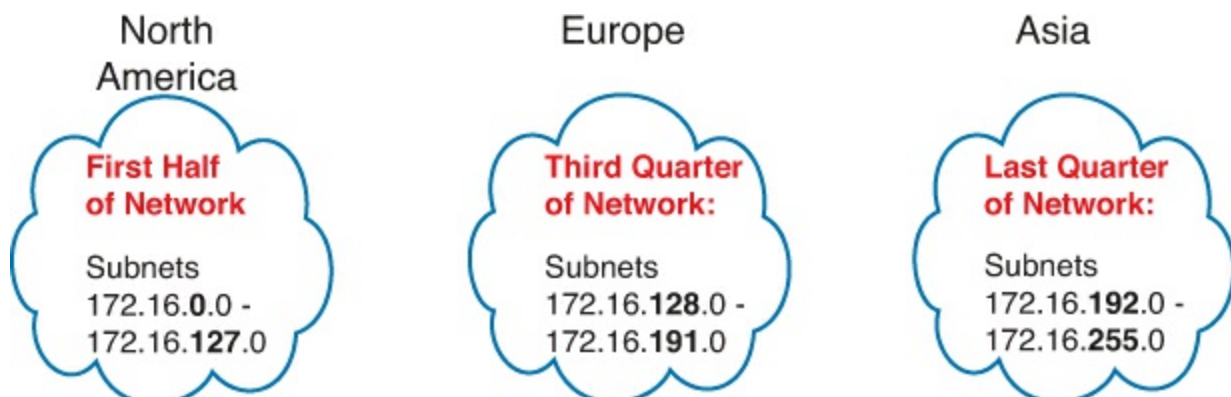 North
America
First Half
of Network
Subnets
172.16.0.0 -
172.16.127.0
Europe
Third Quarter
of Network:
Subnets
172.16.128.0 -
172.16.191.0
Asia
Last Quarter
of Network:
Subnets
172.16.192.0 -
172.16.255.0